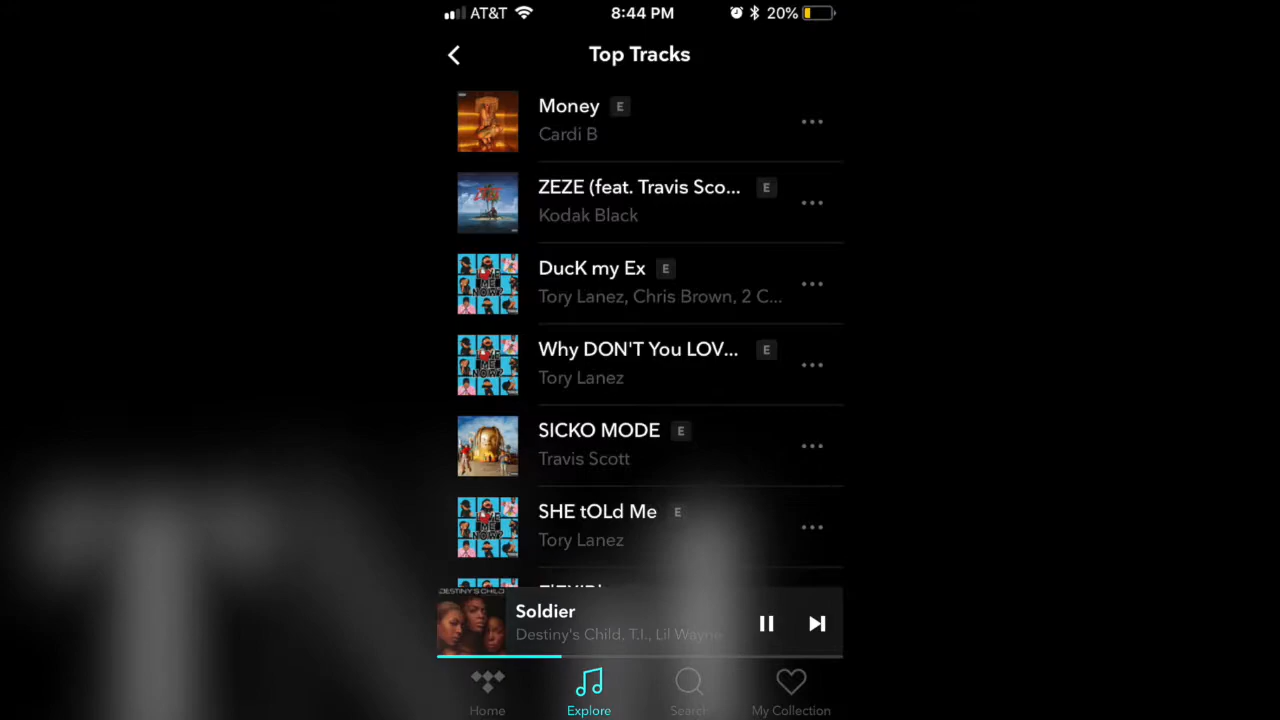 AT&T 8:44 PM 20%
Top Tracks
Money E
Cardi B
ZEZE (feat. Travis Sco... E
Kodak Black
DucK my Ex E
Tory Lanez, Chris Brown, 2 C...
Why DON'T You LOV... E
Tory Lanez
SICKO MODE E
Travis Scott
SHE tOLd Me E
Tory Lanez
DESTINY'S CHILD
Soldier
Destiny's Child, T.I., Lil Wayne
Home Explore Search My Collection